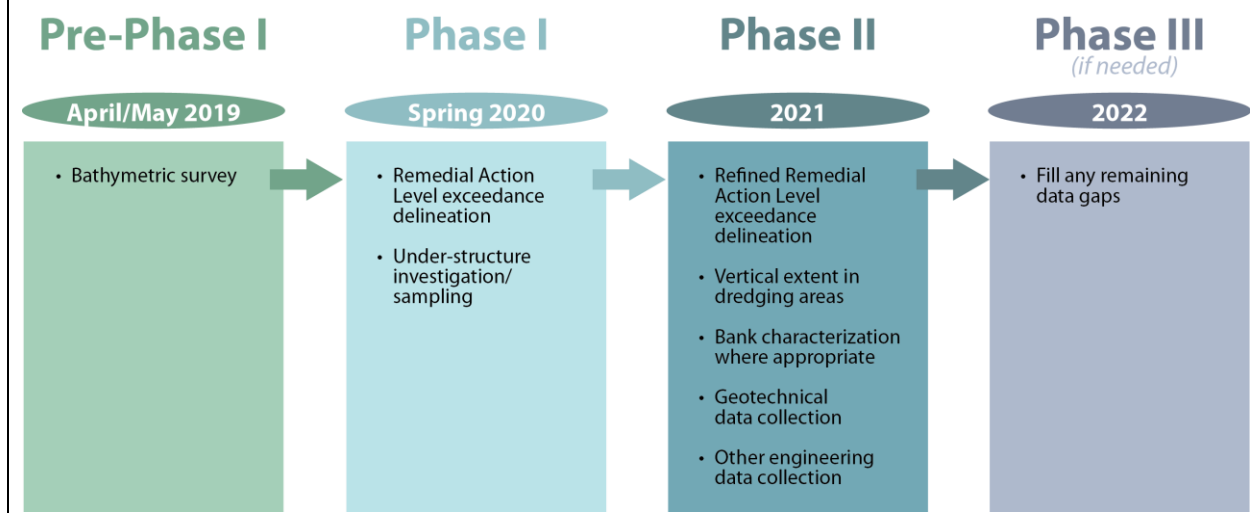 Pre-Phase I
April/May 2019
• Bathymetric survey
Phase I
Spring 2020
• Remedial Action
Level exceedance
delineation
• Under-structure
investigation/
sampling
Phase II
2021
• Refined Remedial
Action Level
exceedance
delineation
• Vertical extent in
dredging areas
• Bank characterization
where appropriate
• Geotechnical
data collection
• Other engineering
data collection
Phase III
(if needed)
2022
• Fill any remaining
data gaps